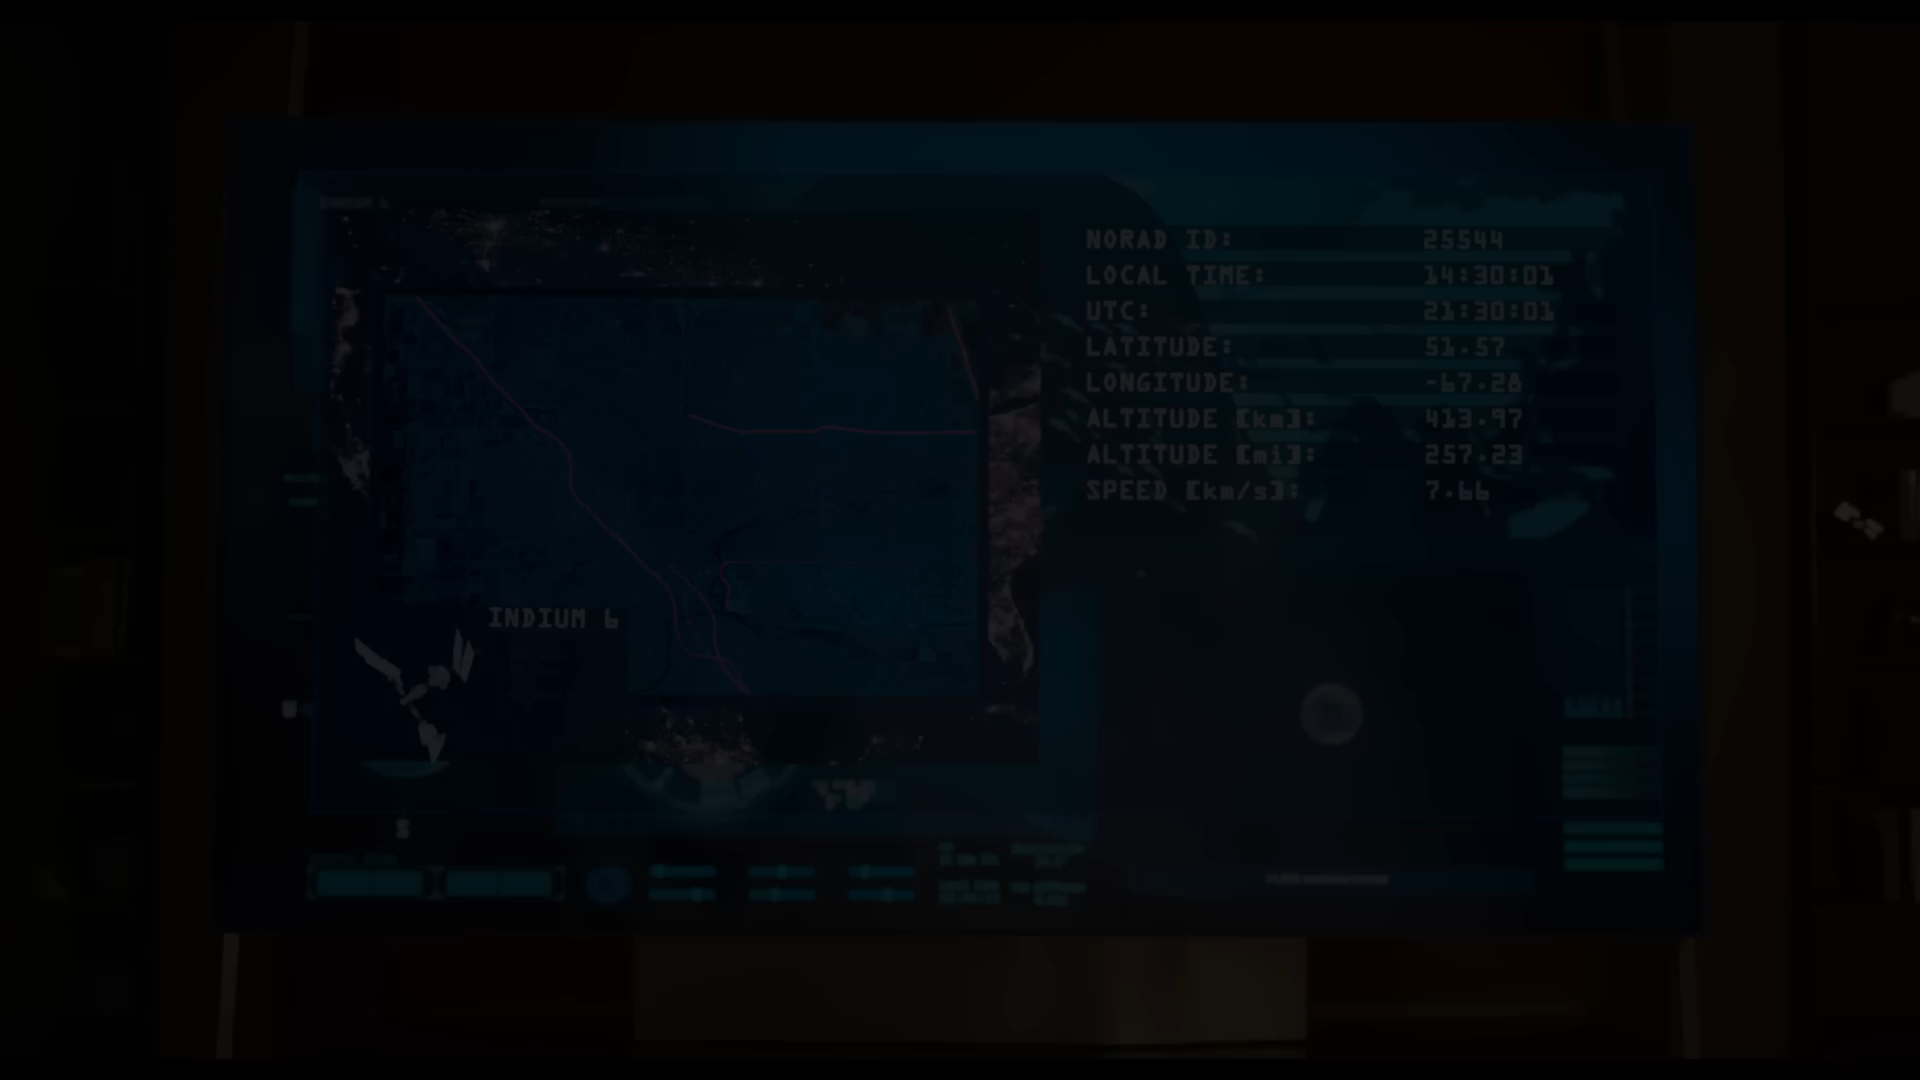 NORAD ID: 25544
LOCAL TIME: 14:30:01
UTC: 21:30:01
LATITUDE: 51.57
LONGITUDE: -67.28
ALTITUDE [km]: 413.97
ALTITUDE [mi]: 257.23
SPEED [km/s]: 7.66
INDIUM 6